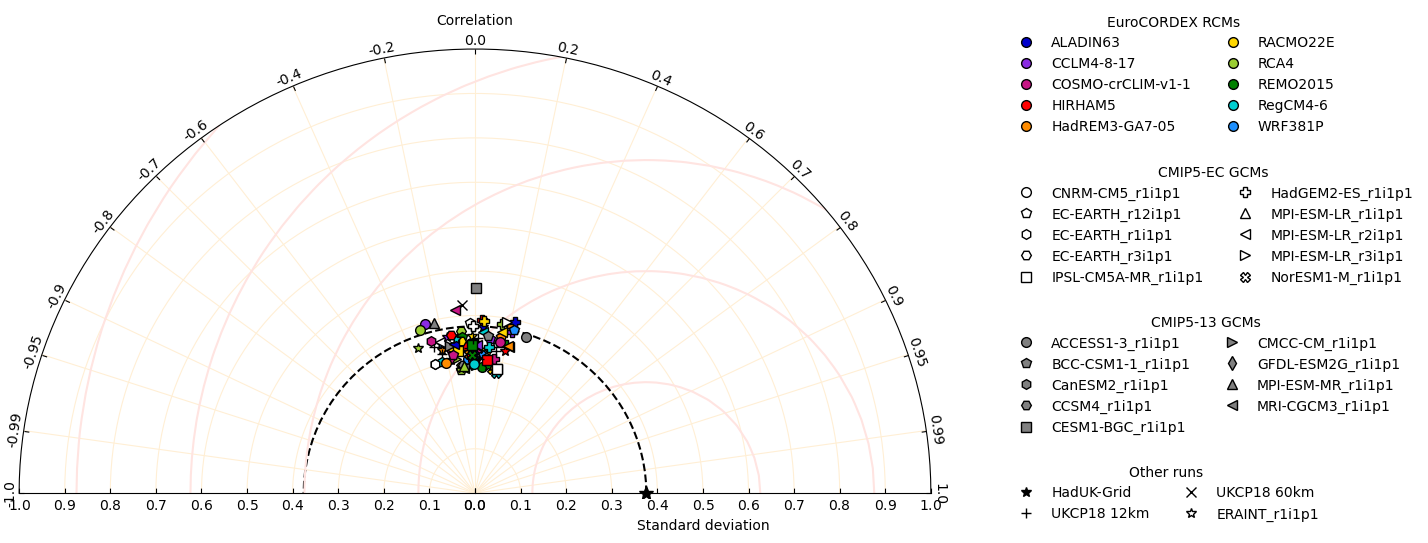 Correlation
0.0
-0.2
0.2
-0.4
0.4
-0.6
0.6
-0.7
0.7
-0.8
0.8
-0.9
0.9
-0.95
0.95
-0.99
0.99
-1.0
1.0
1.0 0.9 0.8 0.7 0.6 0.5 0.4 0.3 0.2 0.1 0.0 0.1 0.2 0.3 0.4 0.5 0.6 0.7 0.8 0.9 1.0
Standard deviation
EuroCORDEX RCMs
ALADIN63 RACMO22E
CCLM4-8-17 RCA4
COSMO-crCLIM-v1-1 REMO2015
HIRHAM5 RegCM4-6
HadREM3-GA7-05 WRF381P
CMIP5-EC GCMs
CNRM-CM5_r1i1p1 HadGEM2-ES_r1i1p1
EC-EARTH_r12i1p1 MPI-ESM-LR_r1i1p1
EC-EARTH_r1i1p1 MPI-ESM-LR_r2i1p1
EC-EARTH_r3i1p1 MPI-ESM-LR_r3i1p1
IPSL-CM5A-MR_r1i1p1 NorESM1-M_r1i1p1
CMIP5-13 GCMs
ACCESS1-3_r1i1p1 CMCC-CM_r1i1p1
BCC-CSM1-1_r1i1p1 GFDL-ESM2G_r1i1p1
CanESM2_r1i1p1 MPI-ESM-MR_r1i1p1
CCSM4_r1i1p1 MRI-CGCM3_r1i1p1
CESM1-BGC_r1i1p1
Other runs
HadUK-Grid UKCP18 60km
UKCP18 12km ERAINT_r1i1p1